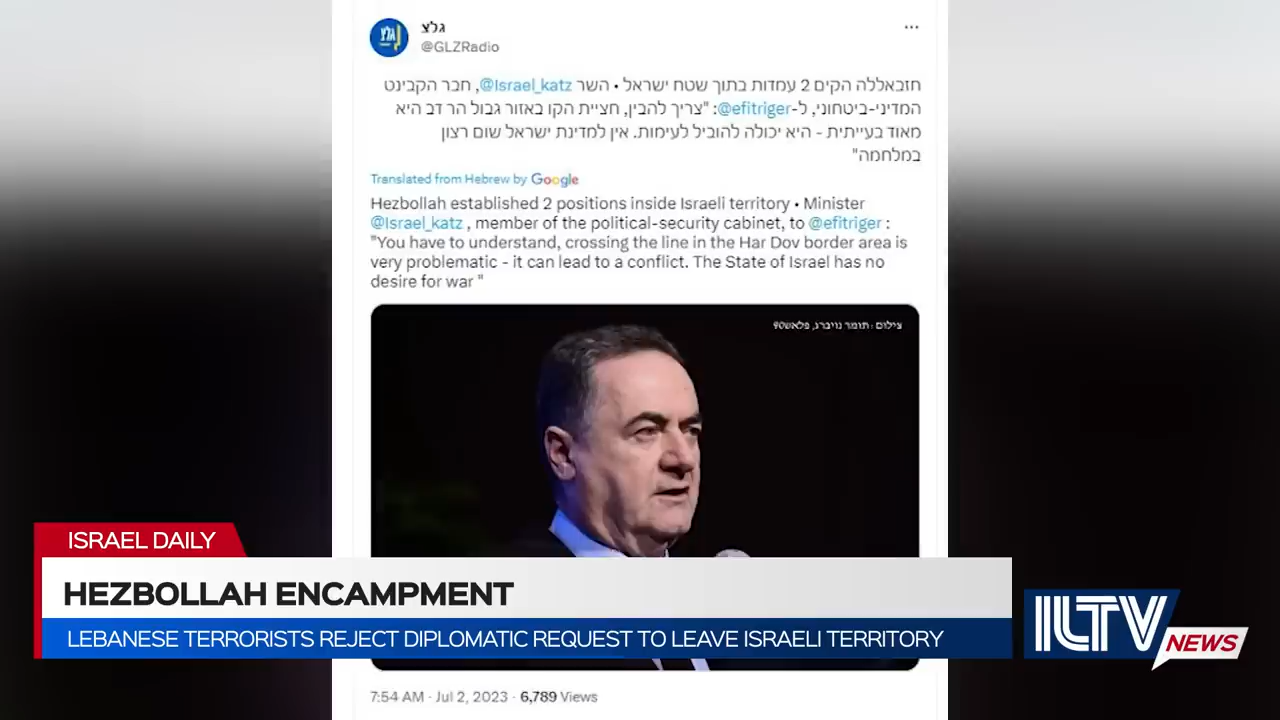 גלצ
@GLZRadio
חזבאללה הקים 2 עמדות בתוך שטח ישראל • השר @Israel_katz, חבר הקבינט
המדיני-ביטחוני, ל-@efitriger: "צריך להבין, חציית הקו באזור גבול הר דב היא
מאוד בעייתית - היא יכולה להוביל לעימות. אין למדינת ישראל שום רצון
במלחמה"
Translated from Hebrew by Google
Hezbollah established 2 positions inside Israeli territory • Minister
@Israel_katz , member of the political-security cabinet, to @efitriger :
"You have to understand, crossing the line in the Har Dov border area is
very problematic - it can lead to a conflict. The State of Israel has no
desire for war "
צילום : תומר נויברג, פלאש90
ISRAEL DAILY
HEZBOLLAH ENCAMPMENT
LEBANESE TERRORISTS REJECT DIPLOMATIC REQUEST TO LEAVE ISRAELI TERRITORY
ILTV NEWS
7:54 AM · Jul 2, 2023 · 6,789 Views